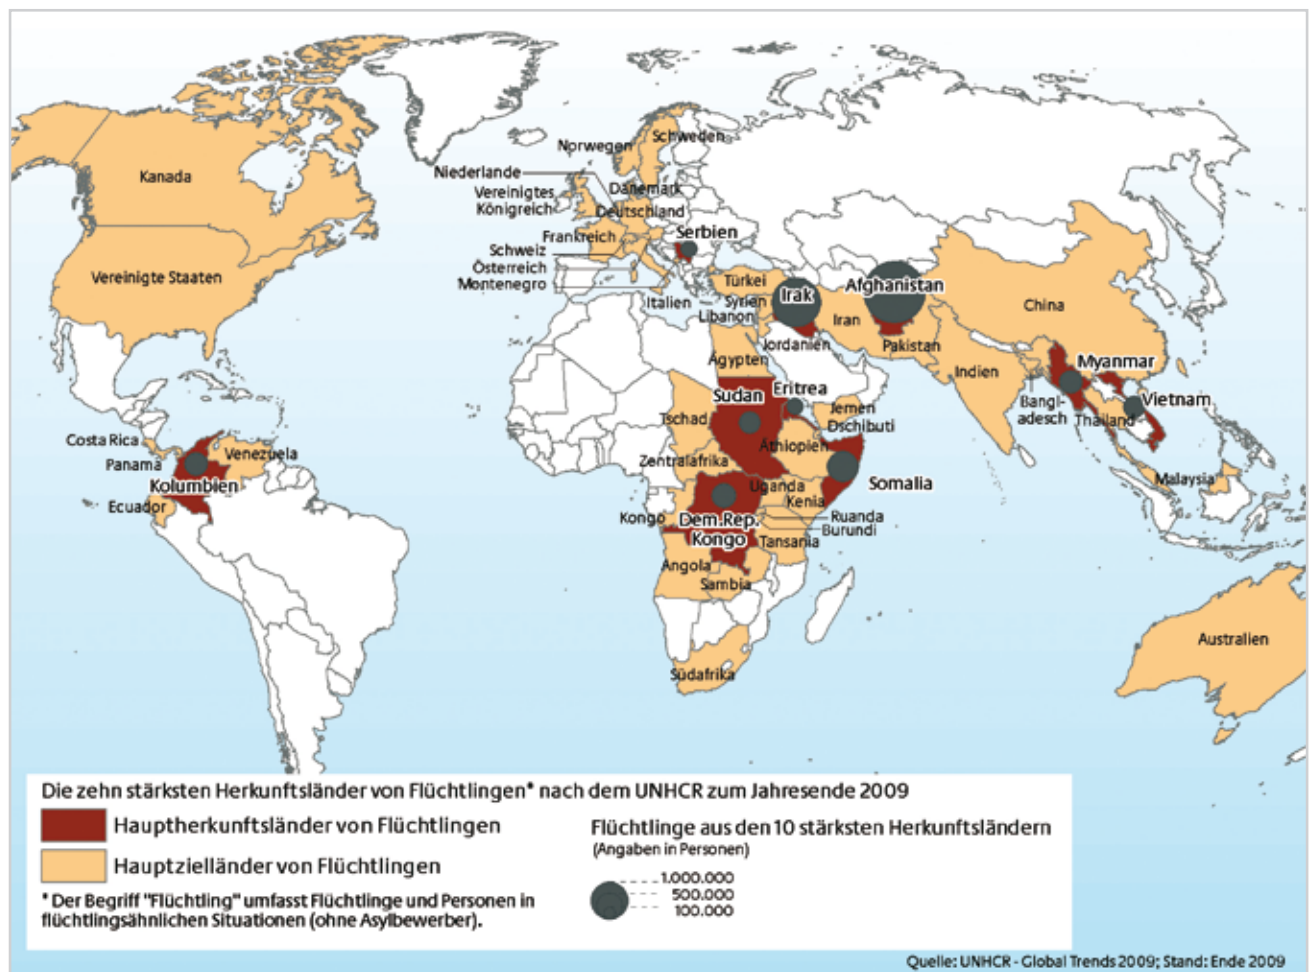 Kanada
Vereinigte Staaten
Costa Rica
Panama
Venezuela
Kolumbien
Ecuador
Norwegen
Schweden
Niederlande
Vereinigtes
Königreich
Dänemark
Deutschland
Frankreich
Serbien
Schweiz
Österreich
Montenegro
Italien
Türkei
Syrien
Libanon
Irak
Jordanien
Iran
Afghanistan
Pakistan
China
Indien
Bangl-
adesch
Myanmar
Thailand
Vietnam
Malaysia
Ägypten
Sudan
Eritrea
Tschad
Jemen
Dschibuti
Äthiopien
Zentralafrika
Uganda
Kenia
Somalia
Kongo
Dem.Rep.
Kongo
Ruanda
Burundi
Tansania
Angola
Sambia
Südafrika
Australien
Die zehn stärksten Herkunftsländer von Flüchtlingen* nach dem UNHCR zum Jahresende 2009
Hauptherkunftsländer von Flüchtlingen
Hauptzielländer von Flüchtlingen
* Der Begriff "Flüchtling" umfasst Flüchtlinge und Personen in
flüchtlingsähnlichen Situationen (ohne Asylbewerber).
Flüchtlinge aus den 10 stärksten Herkunftsländern
(Angaben in Personen)
1.000.000
500.000
100.000
Quelle: UNHCR - Global Trends 2009; Stand: Ende 2009